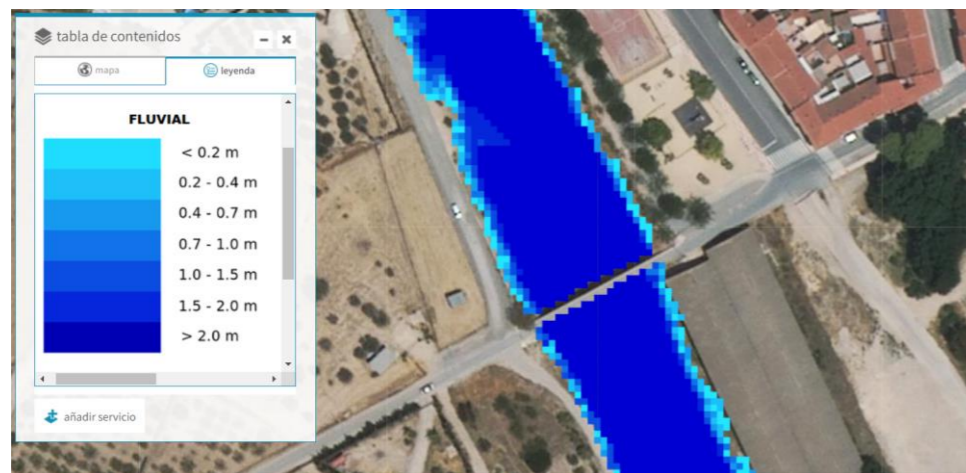 tabla de contenidos
mapa
leyenda
FLUVIAL
< 0.2 m
0.2 - 0.4 m
0.4 - 0.7 m
0.7 - 1.0 m
1.0 - 1.5 m
1.5 - 2.0 m
> 2.0 m
añadir servicio